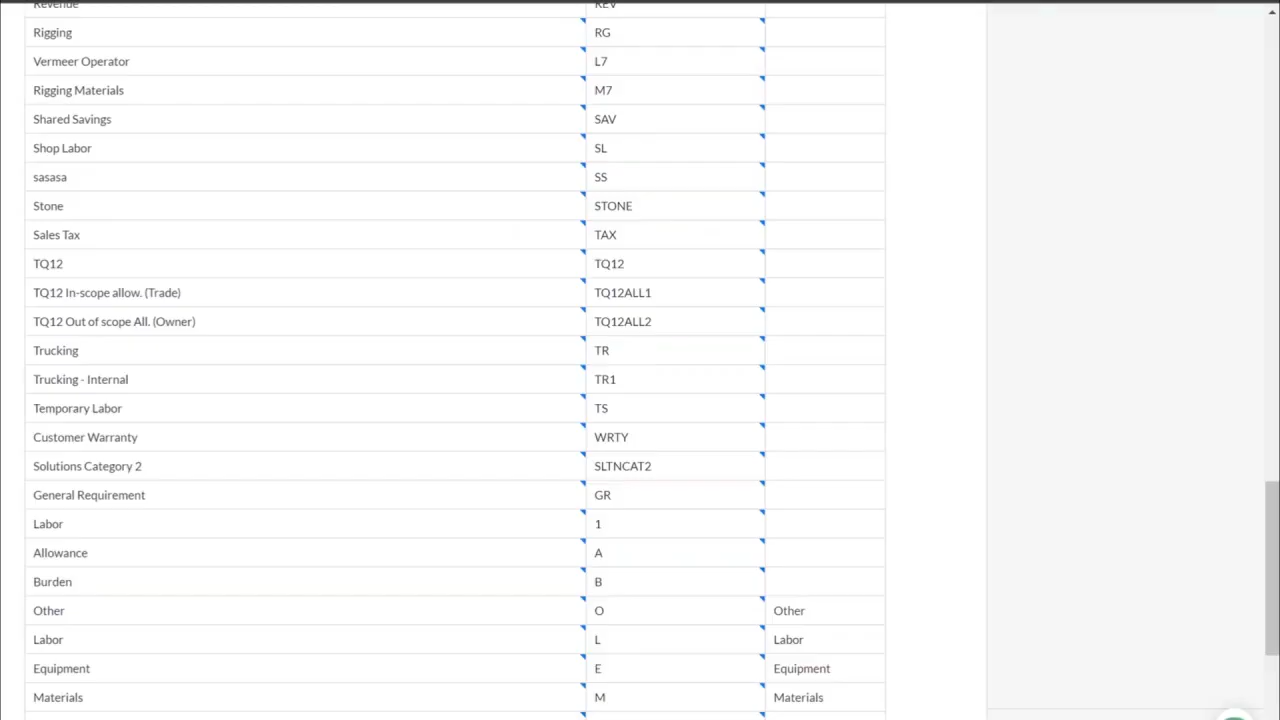 Revenue REV
Rigging RG
Vermeer Operator L7
Rigging Materials M7
Shared Savings SAV
Shop Labor SL
sasasa SS
Stone STONE
Sales Tax TAX
TQ12 TQ12
TQ12 In-scope allow. (Trade) TQ12ALL1
TQ12 Out of scope All. (Owner) TQ12ALL2
Trucking TR
Trucking - Internal TR1
Temporary Labor TS
Customer Warranty WRTY
Solutions Category 2 SLTNCAT2
General Requirement GR
Labor 1
Allowance A
Burden B
Other O Other
Labor L Labor
Equipment E Equipment
Materials M Materials